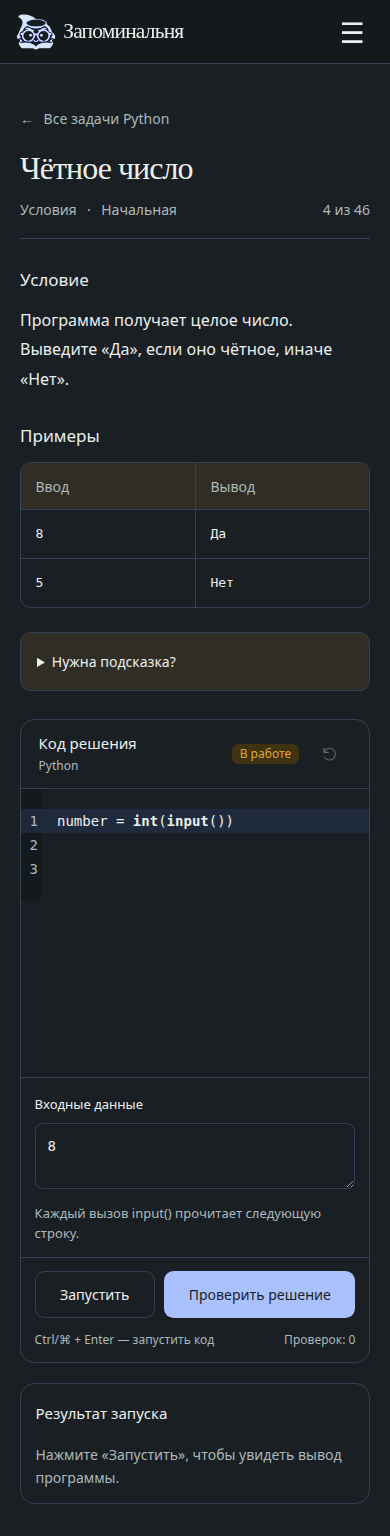 Запоминальня
← Все задачи Python
Чётное число
Условия · Начальная 4 из 46
Условие
Программа получает целое число.
Выведите «Да», если оно чётное, иначе
«Нет».
Примеры
Ввод Вывод
8 Да
5 Нет
Нужна подсказка?
Код решения
Python
В работе
1 number = int(input())
2
3
Входные данные
8
Каждый вызов input() прочитает следующую
строку.
Запустить Проверить решение
Ctrl/⌘ + Enter — запустить код Проверок: 0
Результат запуска
Нажмите «Запустить», чтобы увидеть вывод
программы.